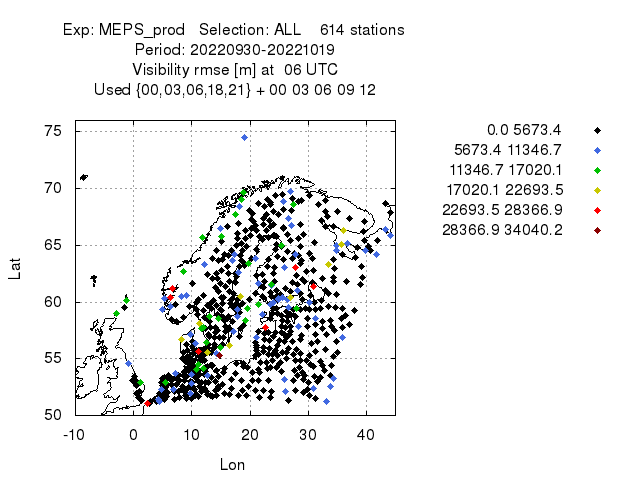 Exp: MEPS_prod   Selection: ALL    614 stations
Period: 20220930-20221019
Visibility rmse [m] at  06 UTC
Used {00,03,06,18,21} + 00 03 06 09 12
0.0 5673.4
5673.4 11346.7
11346.7 17020.1
17020.1 22693.5
22693.5 28366.9
28366.9 34040.2
75
70
65
60
55
50
Lat
-10 0 10 20 30 40
Lon